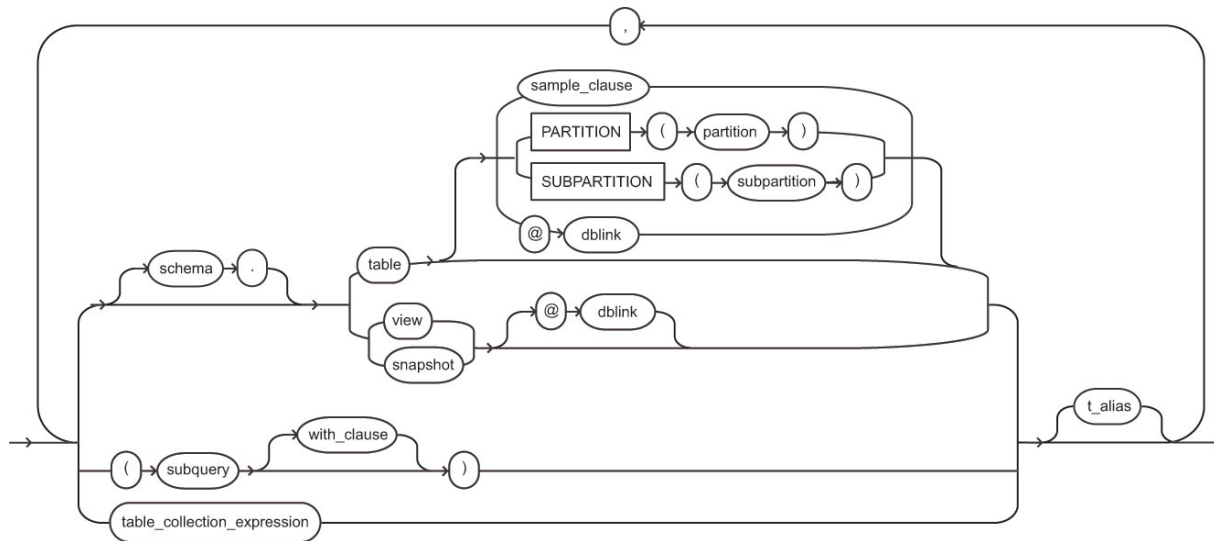 ,
sample_clause
PARTITION ( partition )
SUBPARTITION ( subpartition )
@ dblink
schema .
table
view
@ dblink
snapshot
t_alias
with_clause
( subquery )
table_collection_expression